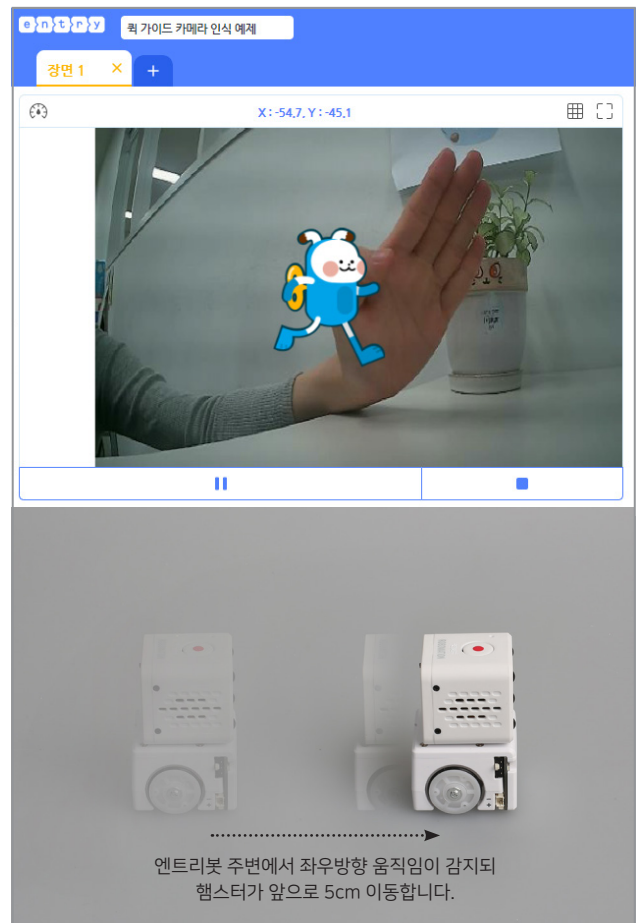 entry
퀵 가이드 카메라 인식 예제
장면 1 × +
X : -54.7, Y : -45.1
엔트리봇 주변에서 좌우방향 움직임이 감지되
햄스터가 앞으로 5cm 이동합니다.